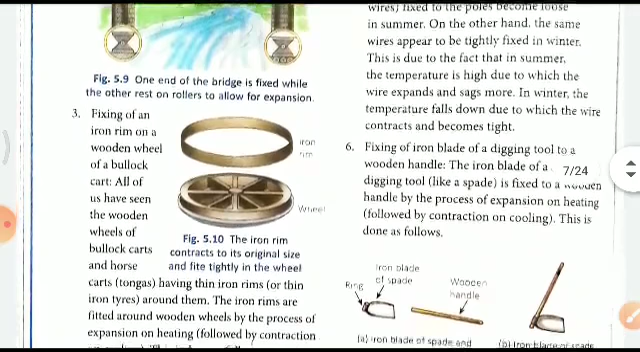 wires) fixed to the poles become loose
in summer. On the other hand, the same
wires appear to be tightly fixed in winter.
This is due to the fact that in summer,
the temperature is high due to which the
wire expands and sags more. In winter, the
temperature falls down due to which the wire
contracts and becomes tight.
Fig. 5.9 One end of the bridge is fixed while
the other rest on rollers to allow for expansion.
3. Fixing of an
iron rim on a
wooden wheel
of a bullock
cart: All of
us have seen
the wooden
wheels of
bullock carts
and horse
iron
rim
Wheel
Fig. 5.10 The iron rim
contracts to its original size
and fite tightly in the wheel
carts (tongas) having thin iron rims (or thin
iron tyres) around them. The iron rims are
fitted around wooden wheels by the process of
expansion on heating (followed by contraction
6. Fixing of iron blade of a digging tool to a
wooden handle: The iron blade of a
7/24
digging tool (like a spade) is fixed to a wooden
handle by the process of expansion on heating
(followed by contraction on cooling). This is
done as follows.
Ring
Iron blade
of spade
Wooden
handle
(a) Iron blade of spade and
(b) Iron blade of spade